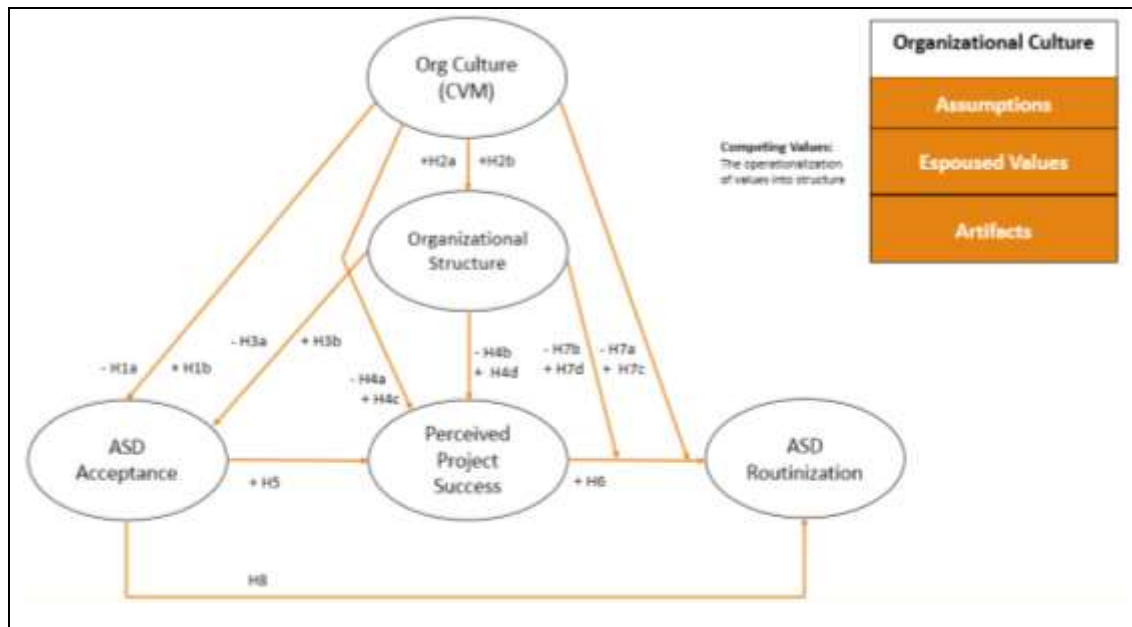 Org Culture
(CVM)
Organizational Culture
Assumptions
Competing Values:
The operationalization
of values into structure
Espoused Values
Artifacts
+H2a +H2b
Organizational
Structure
- H3a + H3b
- H1a + H1b
- H4b
+ H4d
- H7b
+ H7d
- H7a
+ H7c
- H4a
+ H4c
ASD
Acceptance
Perceived
Project
Success
ASD
Routinization
+ H5
+ H6
H8